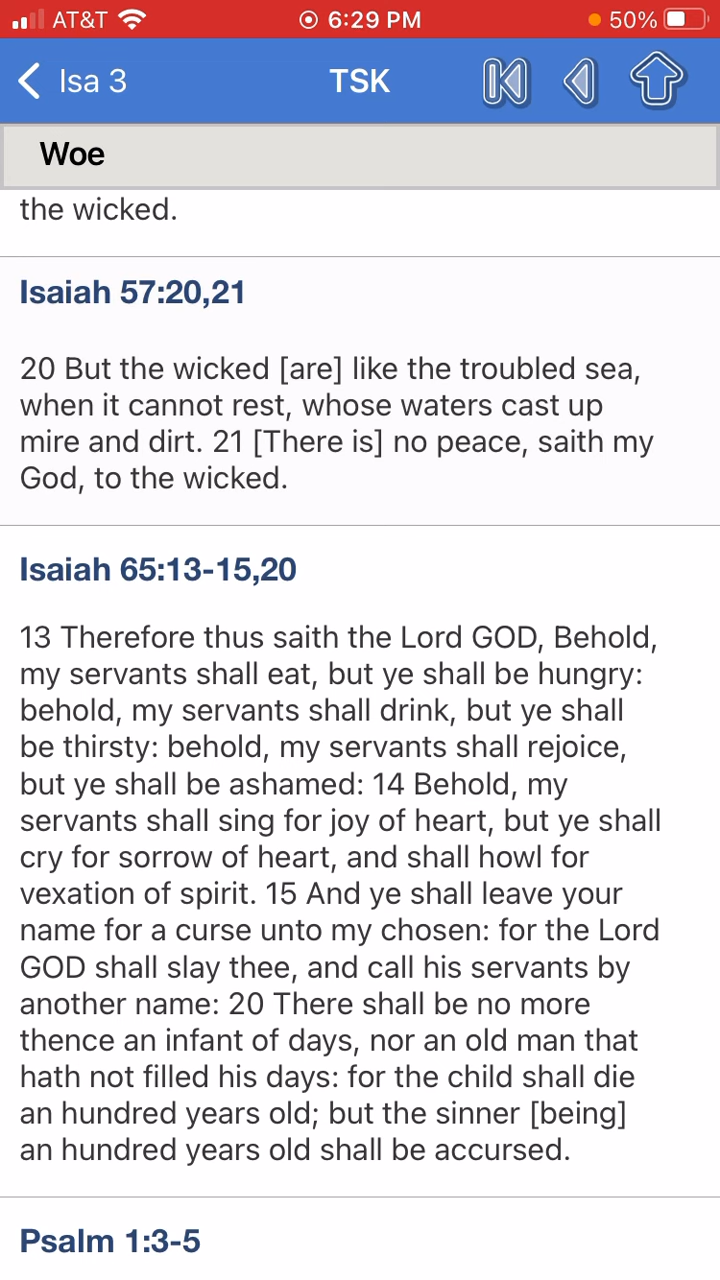 AT&T 6:29 PM 50%
Isa 3 TSK
Woe
the wicked.
Isaiah 57:20,21
20 But the wicked [are] like the troubled sea,
when it cannot rest, whose waters cast up
mire and dirt. 21 [There is] no peace, saith my
God, to the wicked.
Isaiah 65:13-15,20
13 Therefore thus saith the Lord GOD, Behold,
my servants shall eat, but ye shall be hungry:
behold, my servants shall drink, but ye shall
be thirsty: behold, my servants shall rejoice,
but ye shall be ashamed: 14 Behold, my
servants shall sing for joy of heart, but ye shall
cry for sorrow of heart, and shall howl for
vexation of spirit. 15 And ye shall leave your
name for a curse unto my chosen: for the Lord
GOD shall slay thee, and call his servants by
another name: 20 There shall be no more
thence an infant of days, nor an old man that
hath not filled his days: for the child shall die
an hundred years old; but the sinner [being]
an hundred years old shall be accursed.
Psalm 1:3-5